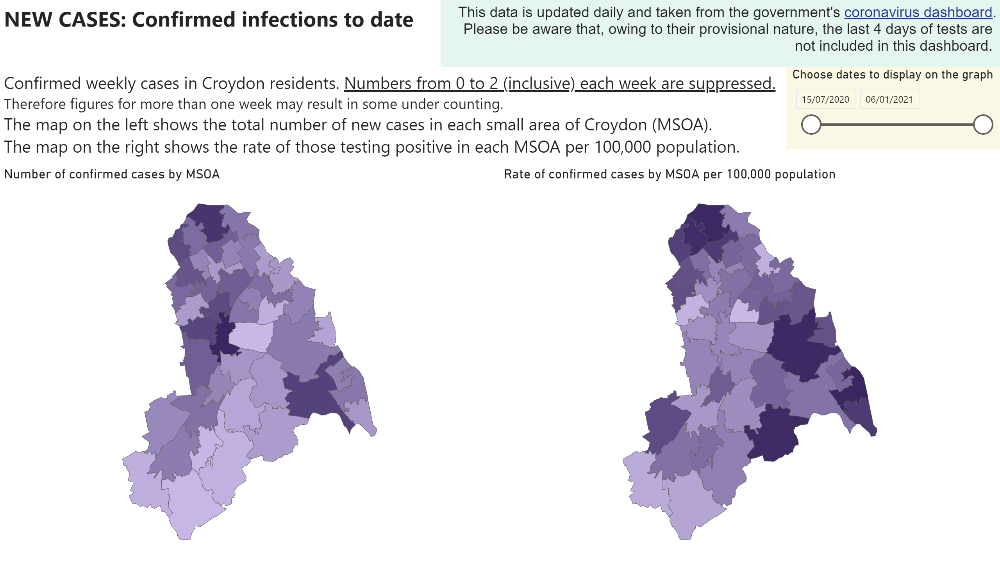 NEW CASES: Confirmed infections to date
This data is updated daily and taken from the government's coronavirus dashboard.
Please be aware that, owing to their provisional nature, the last 4 days of tests are
not included in this dashboard.
Confirmed weekly cases in Croydon residents. Numbers from 0 to 2 (inclusive) each week are suppressed.
Therefore figures for more than one week may result in some under counting.
The map on the left shows the total number of new cases in each small area of Croydon (MSOA).
The map on the right shows the rate of those testing positive in each MSOA per 100,000 population.
Choose dates to display on the graph
15/07/2020 06/01/2021
Number of confirmed cases by MSOA
Rate of confirmed cases by MSOA per 100,000 population